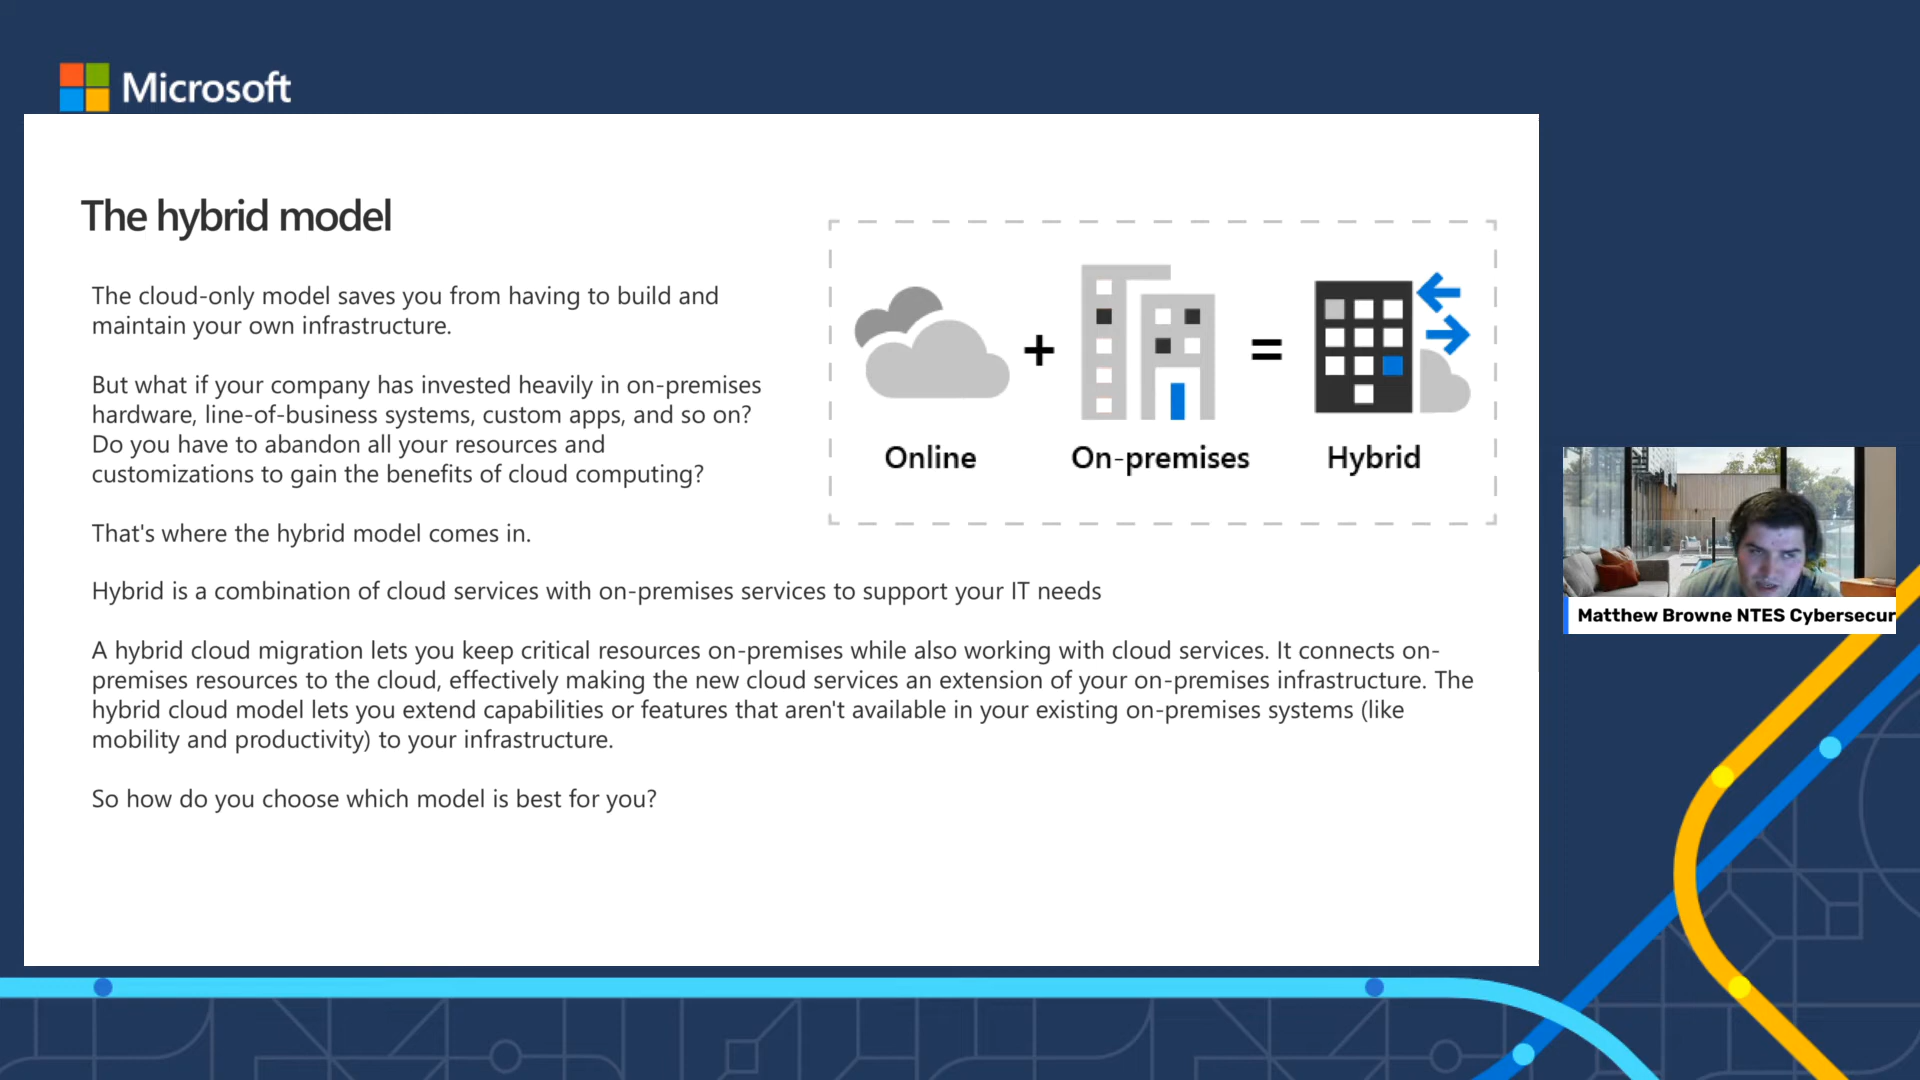 Microsoft
The hybrid model
The cloud-only model saves you from having to build and
maintain your own infrastructure.
But what if your company has invested heavily in on-premises
hardware, line-of-business systems, custom apps, and so on?
Do you have to abandon all your resources and
customizations to gain the benefits of cloud computing?
That's where the hybrid model comes in.
+
=
Online
On-premises
Hybrid
Hybrid is a combination of cloud services with on-premises services to support your IT needs
A hybrid cloud migration lets you keep critical resources on-premises while also working with cloud services. It connects on-
premises resources to the cloud, effectively making the new cloud services an extension of your on-premises infrastructure. The
hybrid cloud model lets you extend capabilities or features that aren't available in your existing on-premises systems (like
mobility and productivity) to your infrastructure.
So how do you choose which model is best for you?
Matthew Browne NTES Cybersecur